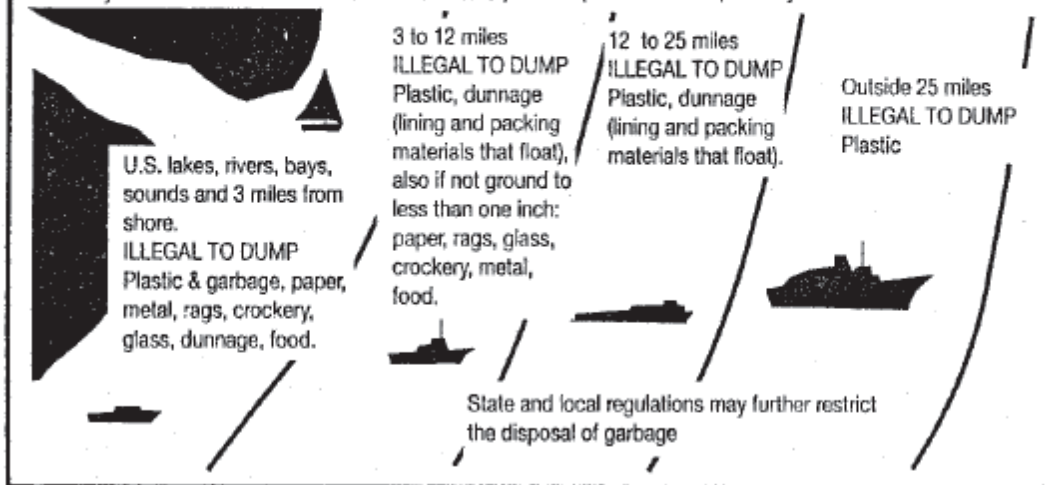 U.S. lakes, rivers, bays,
sounds and 3 miles from
shore.
ILLEGAL TO DUMP
Plastic & garbage, paper,
metal, rags, crockery,
glass, dunnage, food.
3 to 12 miles
ILLEGAL TO DUMP
Plastic, dunnage
(lining and packing
materials that float),
also if not ground to
less than one inch:
paper, rags, glass,
crockery, metal,
food.
12 to 25 miles
ILLEGAL TO DUMP
Plastic, dunnage
(lining and packing
materials that float).
Outside 25 miles
ILLEGAL TO DUMP
Plastic
State and local regulations may further restrict
the disposal of garbage